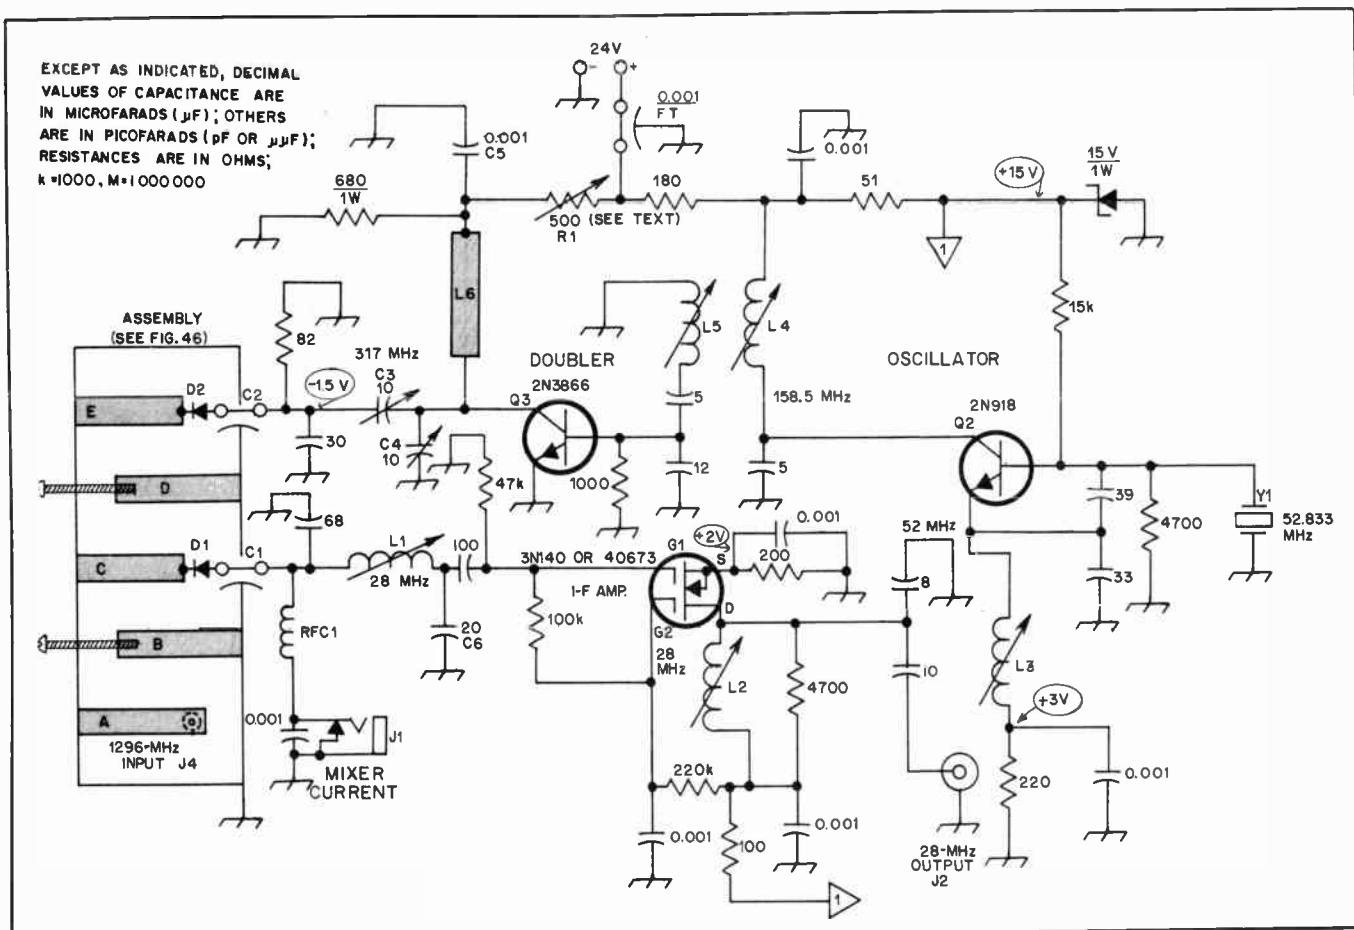 EXCEPT AS INDICATED, DECIMAL
VALUES OF CAPACITANCE ARE
IN MICROFARADS (µF); OTHERS
ARE IN PICOFARADS (pF OR µµF);
RESISTANCES ARE IN OHMS;
k=1000, M=1000000
24V
- +
0.001
FT
0.001
C5
0.001
680
1W
500 (SEE TEXT)
R1
180
51
+15 V
15V
1W
1
L6
L5
L4
15k
ASSEMBLY
(SEE FIG. 46)
82
317 MHz
DOUBLER
OSCILLATOR
D2
C2
-1.5 V
C3
10
Q3
2N3866
5
158.5 MHz
2N918
Q2
E
30
C4
10
47k
1000
12
5
39
4700
Y1
52.833
MHz
D
68
D1
C1
L1
28 MHz
100
3N140 OR 40673
G1
+2V
S
0.001
200
52 MHz
8
33
C
I-F AMP.
D
G2
RFC1
20
C6
100k
28
MHz
L2
4700
10
L3
+3V
B
A
1296-MHz
INPUT J4
0.001
J1
MIXER
CURRENT
220k
220
0.001
0.001
100
0.001
28-MHz
OUTPUT
J2
1